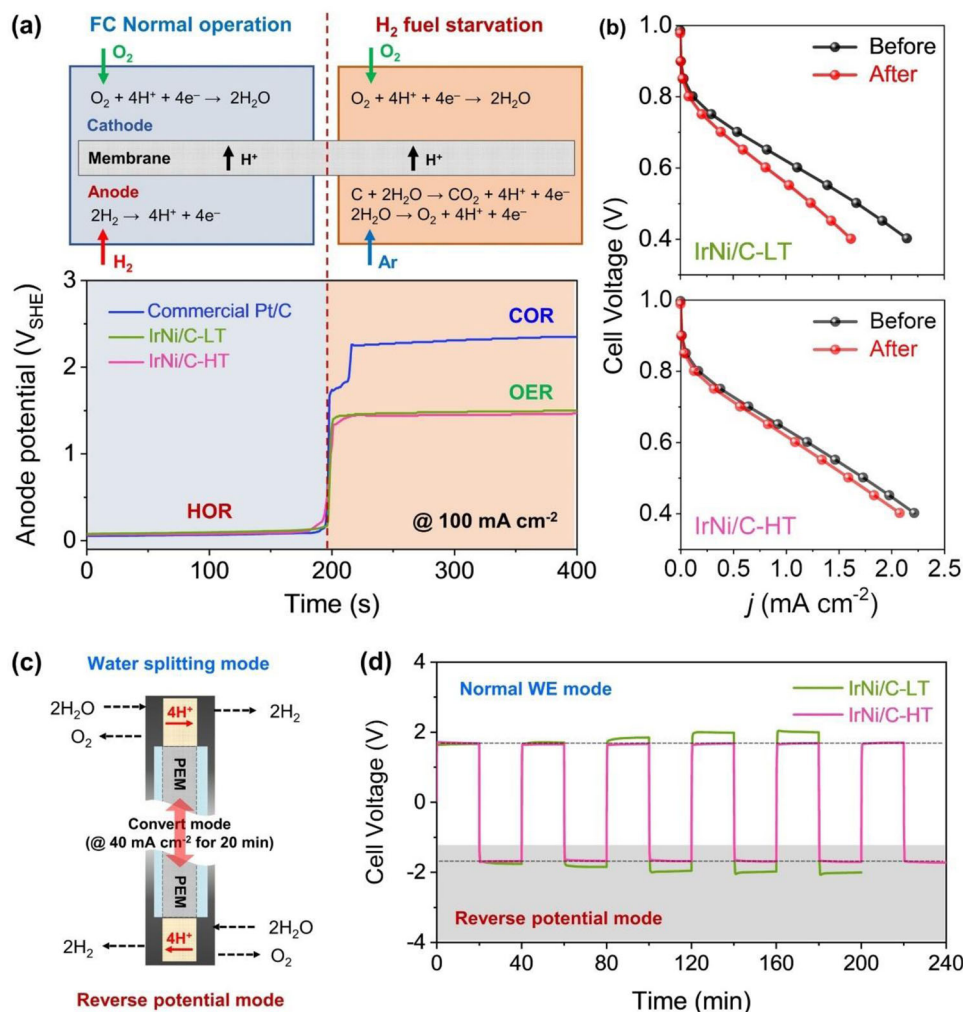 (a)
FC Normal operation
H₂ fuel starvation
O₂
O₂
O₂ + 4H⁺ + 4e⁻ → 2H₂O
O₂ + 4H⁺ + 4e⁻ → 2H₂O
Cathode
Membrane
H⁺
H⁺
Anode
C + 2H₂O → CO₂ + 4H⁺ + 4e⁻
2H₂ → 4H⁺ + 4e⁻
2H₂O → O₂ + 4H⁺ + 4e⁻
H₂
Ar
Anode potential (V_SHE)
3
2
1
0
Commercial Pt/C
IrNi/C-LT
IrNi/C-HT
COR
OER
HOR
@ 100 mA cm⁻²
0
100
200
300
400
Time (s)
(b)
Cell Voltage (V)
1.0
0.8
0.6
0.4
Before
After
IrNi/C-LT
1.0
0.8
0.6
0.4
Before
After
IrNi/C-HT
0.0
0.5
1.0
1.5
2.0
2.5
j (mA cm⁻²)
(c)
Water splitting mode
2H₂O
4H⁺
2H₂
O₂
PEM
Convert mode
(@ 40 mA cm⁻² for 20 min)
PEM
2H₂O
2H₂
4H⁺
O₂
Reverse potential mode
(d)
Cell Voltage (V)
4
2
0
-2
-4
Normal WE mode
IrNi/C-LT
IrNi/C-HT
Reverse potential mode
0
40
80
120
160
200
240
Time (min)